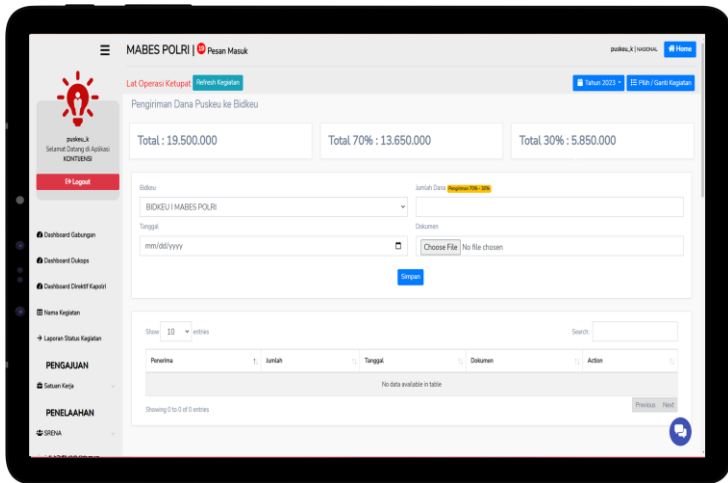 MABES POLRI | 19 Pesan Masuk
puskeu_k | NASIONAL
Home
Lat Operasi Ketupat
Refresh Kegiatan
Tahun 2023
Pilih / Ganti Kegiatan
Pengiriman Dana Puskeu ke Bidkeu
puskeu_k
Selamat Datang di Aplikasi
KONTIJENSI
Logout
Dashboard Gabungan
Dashboard Dukops
Dashboard Direktif Kapolri
Nama Kegiatan
Laporan Status Kegiatan
PENGAJUAN
Satuan Kerja
PENELAAHAN
SRENA
Total : 19.500.000
Total 70% : 13.650.000
Total 30% : 5.850.000
Bidkeu
BIDKEU I MABES POLRI
Jumlah Dana Pengiriman 70% - 30%
Tanggal
mm/dd/yyyy
Dokumen
Choose File No file chosen
Simpan
Show 10 entries
Search:
Penerima Jumlah Tanggal Dokumen Action
No data available in table
Showing 0 to 0 of 0 entries
Previous Next